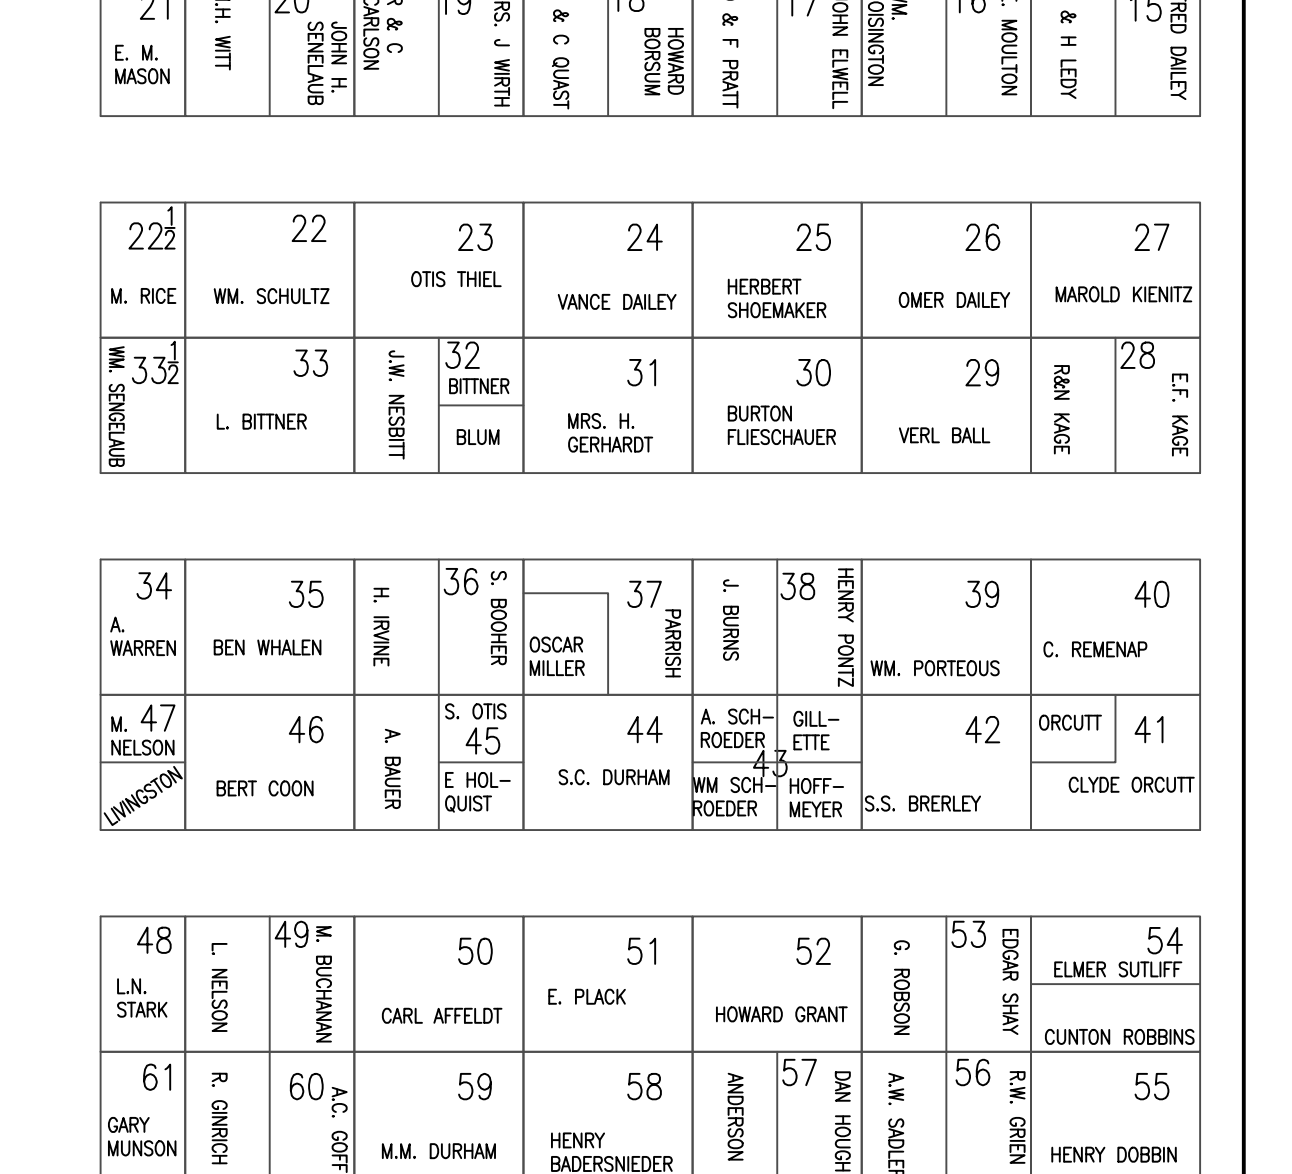 21
E. M.
MASON
.H. WITT
20
JOHN H.
SENELAUB
R & C
CARLSON
19
RS. J WIRTH
& C QUAST
HOWARD
BORSUM
& F PRATT
17
OHN ELWELL
WM.
OISINGTON
16
MOULTON
& H LEDY
15
FRED DAILEY
22 1/2
M. RICE
22
WM. SCHULTZ
23
OTIS THIEL
24
VANCE DAILEY
25
HERBERT
SHOEMAKER
26
OMER DAILEY
27
MAROLD KIENITZ
WM. SENGELAUB
33 1/2
33
L. BITTNER
J.W. NESBITT
32
BITTNER
BLUM
31
MRS. H.
GERHARDT
30
BURTON
FLIESCHAUER
29
VERL BALL
R&N KAGE
28
E.F. KAGE
34
A.
WARREN
35
BEN WHALEN
H. IRVINE
36
S. BOOHER
OSCAR
MILLER
37
PARRISH
J. BURNS
38
HENRY PONTZ
39
WM. PORTEOUS
40
C. REMENAP
M. 47
NELSON
LIVINGSTON
46
BERT COON
A. BAUER
S. OTIS
45
E HOL-
QUIST
44
S.C. DURHAM
A. SCH-
ROEDER
GILL-
ETTE
43
WM SCH-
ROEDER
HOFF-
MEYER
42
S.S. BRERLEY
ORCUTT
41
CLYDE ORCUTT
48
L.N.
STARK
L. NELSON
49
M. BUCHANAN
50
CARL AFFELDT
51
E. PLACK
52
HOWARD GRANT
G. ROBSON
53
EDGAR SHAY
54
ELMER SUTLIFF
CUNTON ROBBINS
61
GARY
MUNSON
R. GINRICH
60
A.C. GOFF
59
M.M. DURHAM
58
HENRY
BADERSNIEDER
ANDERSON
57
DAN HOUGH
A.W. SADLER
56
R.W. GRIEN
55
HENRY DOBBIN